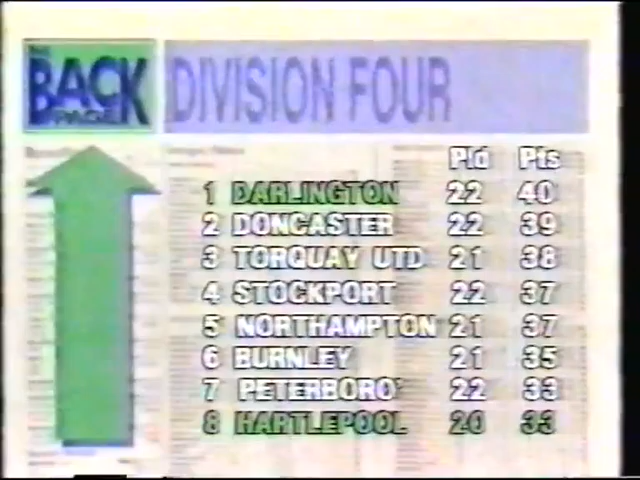 THE
BACK
PAGE
DIVISION FOUR
Pld Pts
1 DARLINGTON 22 40
2 DONCASTER 22 39
3 TORQUAY UTD 21 38
4 STOCKPORT 22 37
5 NORTHAMPTON 21 37
6 BURNLEY 21 35
7 PETERBORO' 22 33
8 HARTLEPOOL 20 33